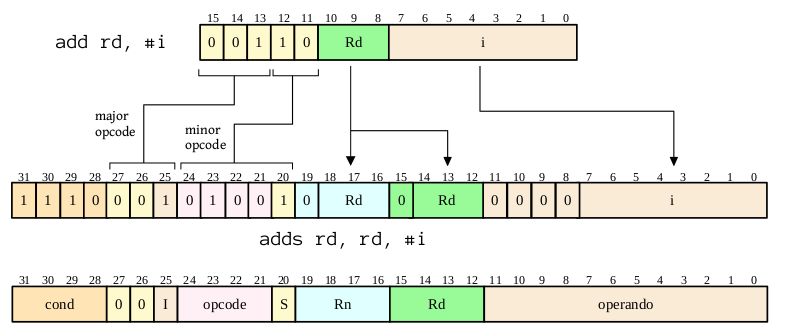 15 14 13 12 11 10 9 8 7 6 5 4 3 2 1 0
add rd, #i 0 0 1 1 0 Rd i
major
opcode
minor
opcode
31 30 29 28 27 26 25 24 23 22 21 20 19 18 17 16 15 14 13 12 11 10 9 8 7 6 5 4 3 2 1 0
1 1 1 0 0 0 1 0 1 0 0 1 0 Rd 0 Rd 0 0 0 0 i
adds rd, rd, #i
31 30 29 28 27 26 25 24 23 22 21 20 19 18 17 16 15 14 13 12 11 10 9 8 7 6 5 4 3 2 1 0
cond 0 0 I opcode S Rn Rd operando